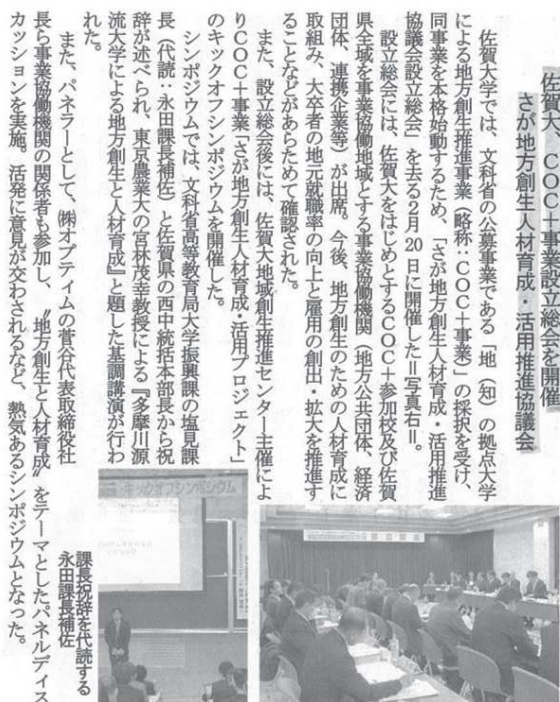 佐賀大、COC+事業設立総会を開催
さが地方創生人材育成・活用推進協議会
佐賀大学では、文科省の公募事業である「地(知)の拠点大学
による地方創生推進事業(略称:COC+事業)」の採択を受け、
同事業を本格始動するため、「さが地方創生人材育成・活用推進
協議会設立総会」を去る2月20日に開催した=写真右=。
設立総会には、佐賀大をはじめとするCOC+参加校及び佐賀
県全域を事業協働地域とする事業協働機関(地方公共団体、経済
団体、連携企業等)が出席。今後、地方創生のための人材育成に
取組み、大卒者の地元就職率の向上と雇用の創出・拡大を推進す
ることなどがあらためて確認された。
また、設立総会後には、佐賀大地域創生推進センター主催によ
りCOC+事業「さが地方創生人材育成・活用プロジェクト」
のキックオフシンポジウムを開催した。
シンポジウムでは、文科省高等教育局大学振興課の塩見課
長(代読:永田課長補佐)と佐賀県の西中統括本部長から祝
辞が述べられ、東京農業大の宮林茂幸教授による『多摩川源
流大学による地方創生と人材育成』と題した基調講演が行わ
れた。
また、パネラーとして、㈱オプティムの菅谷代表取締役社
長ら事業協働機関の関係者も参加し、〝地方創生と人材育成〟をテーマとしたパネルディス
カッションを実施。活発に意見が交わされるなど、熱気あるシンポジウムとなった。
キックオフシンポジウム
設立総会
課長祝辞を代読する
永田課長補佐